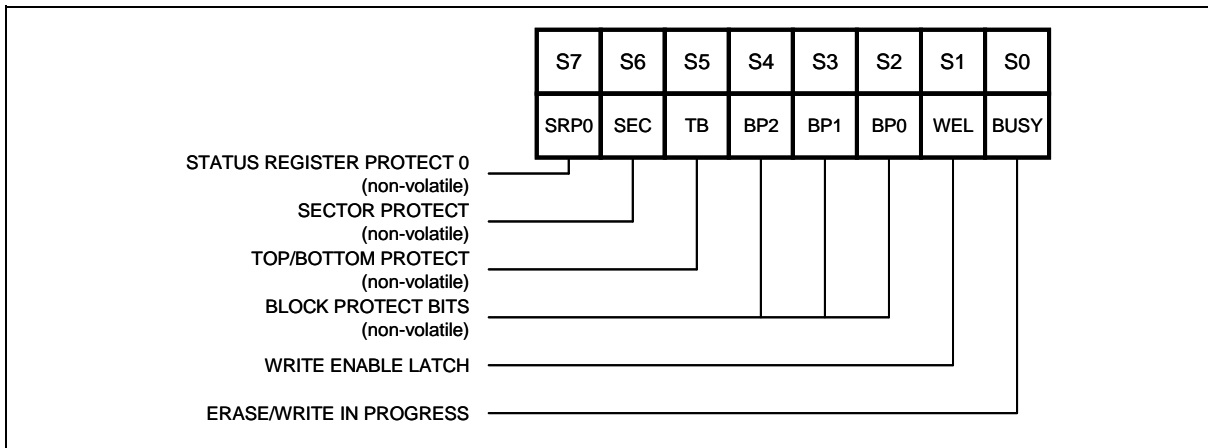 S7 S6 S5 S4 S3 S2 S1 S0
SRP0 SEC TB BP2 BP1 BP0 WEL BUSY
STATUS REGISTER PROTECT 0
(non-volatile)
SECTOR PROTECT
(non-volatile)
TOP/BOTTOM PROTECT
(non-volatile)
BLOCK PROTECT BITS
(non-volatile)
WRITE ENABLE LATCH
ERASE/WRITE IN PROGRESS